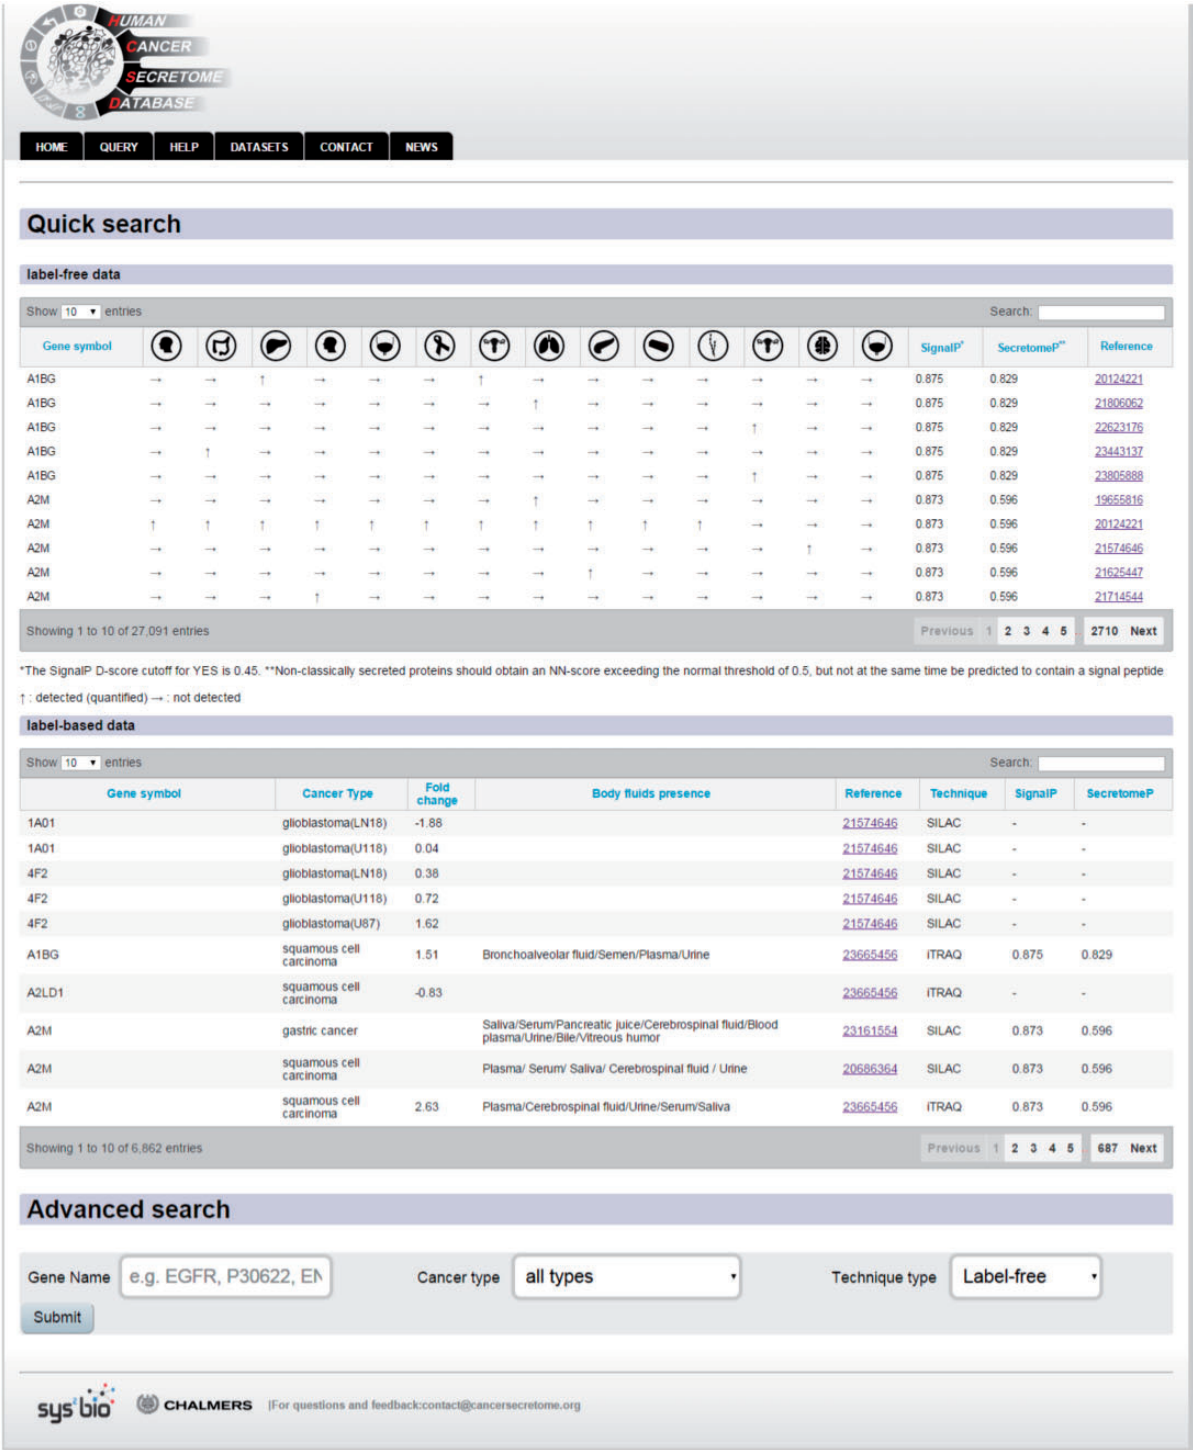 HUMAN
CANCER
SECRETOME
DATABASE
HOME QUERY HELP DATASETS CONTACT NEWS
Quick search
label-free data
Show 10 entries Search:
Gene symbol SignalP* SecretomeP** Reference
A1BG → → ↑ → → → ↑ → → → → → → → 0.875 0.829 20124221
A1BG → → → → → → → ↑ → → → → → → 0.875 0.829 21806062
A1BG → → → → → → → → → → → ↑ → → 0.875 0.829 22623176
A1BG → ↑ → → → → → → → → → → → → 0.875 0.829 23443137
A1BG → → → → → → → → → → → ↑ → → 0.875 0.829 23805888
A2M → → → → → → → ↑ → → → → → → 0.873 0.596 19655816
A2M ↑ ↑ ↑ ↑ ↑ ↑ ↑ ↑ ↑ ↑ ↑ → → → 0.873 0.596 20124221
A2M → → → → → → → → → → → → ↑ → 0.873 0.596 21574646
A2M → → → → → → → → ↑ → → → → → 0.873 0.596 21625447
A2M → → → ↑ → → → → → → → → → → 0.873 0.596 21714544
Showing 1 to 10 of 27,091 entries Previous 1 2 3 4 5 .. 2710 Next
*The SignalP D-score cutoff for YES is 0.45. **Non-classically secreted proteins should obtain an NN-score exceeding the normal threshold of 0.5, but not at the same time be predicted to contain a signal peptide
↑ : detected (quantified) → : not detected
label-based data
Show 10 entries Search:
Gene symbol Cancer Type Fold change Body fluids presence Reference Technique SignalP SecretomeP
1A01 glioblastoma(LN18) -1.88 21574646 SILAC - -
1A01 glioblastoma(U118) 0.04 21574646 SILAC - -
4F2 glioblastoma(LN18) 0.38 21574646 SILAC - -
4F2 glioblastoma(U118) 0.72 21574646 SILAC - -
4F2 glioblastoma(U87) 1.62 21574646 SILAC - -
A1BG squamous cell carcinoma 1.51 Bronchoalveolar fluid/Semen/Plasma/Urine 23665456 iTRAQ 0.875 0.829
A2LD1 squamous cell carcinoma -0.83 23665456 iTRAQ - -
A2M gastric cancer Saliva/Serum/Pancreatic juice/Cerebrospinal fluid/Blood plasma/Urine/Bile/Vitreous humor 23161554 SILAC 0.873 0.596
A2M squamous cell carcinoma Plasma/ Serum/ Saliva/ Cerebrospinal fluid / Urine 20686364 SILAC 0.873 0.596
A2M squamous cell carcinoma 2.63 Plasma/Cerebrospinal fluid/Urine/Serum/Saliva 23665456 iTRAQ 0.873 0.596
Showing 1 to 10 of 6,862 entries Previous 1 2 3 4 5 .. 687 Next
Advanced search
Gene Name e.g. EGFR, P30622, EN Cancer type all types Technique type Label-free
Submit
sys2bio CHALMERS |For questions and feedback:contact@cancersecretome.org